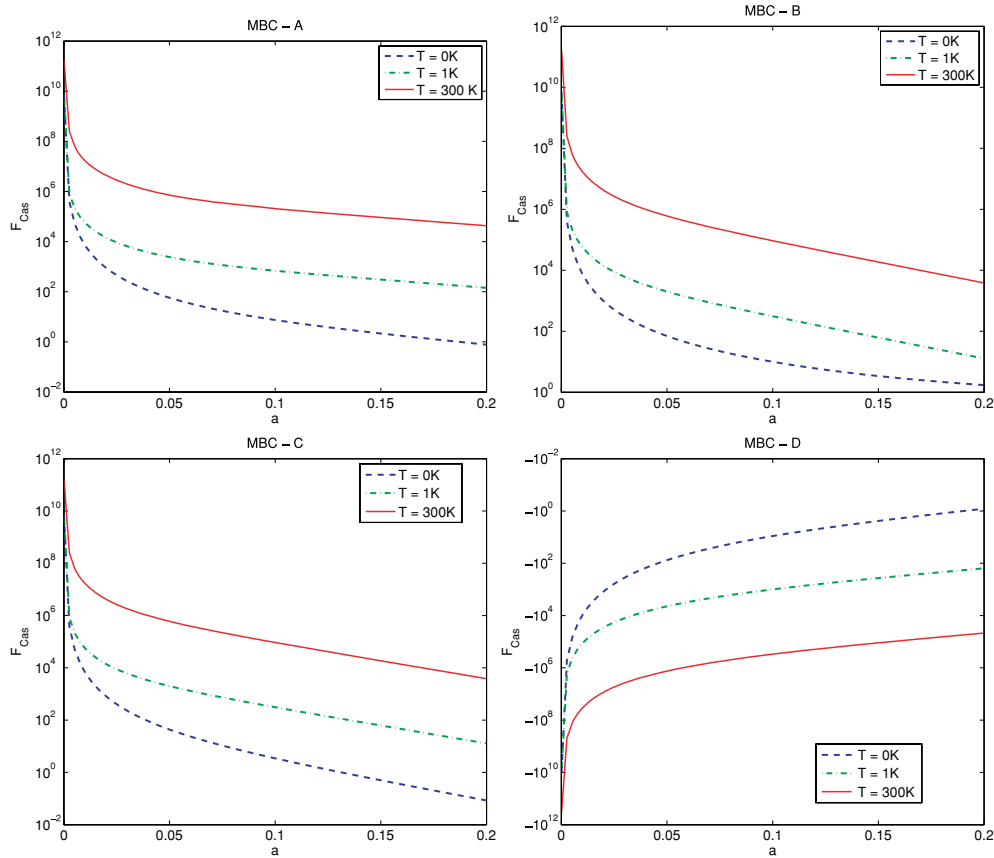 MBC – A
10^12
10^10
10^8
10^6
10^4
10^2
10^0
10^−2
F_Cas
0
0.05
0.1
0.15
0.2
a
T = 0K
T = 1K
T = 300 K
MBC – B
10^12
10^10
10^8
10^6
10^4
10^2
10^0
F_Cas
0
0.05
0.1
0.15
0.2
a
T = 0K
T = 1K
T = 300K
MBC – C
10^12
10^10
10^8
10^6
10^4
10^2
10^0
10^−2
F_Cas
0
0.05
0.1
0.15
0.2
a
T = 0K
T = 1K
T = 300K
MBC – D
−10^−2
−10^0
−10^2
−10^4
−10^6
−10^8
−10^10
−10^12
F_Cas
0
0.05
0.1
0.15
0.2
a
T = 0K
T = 1K
T = 300K